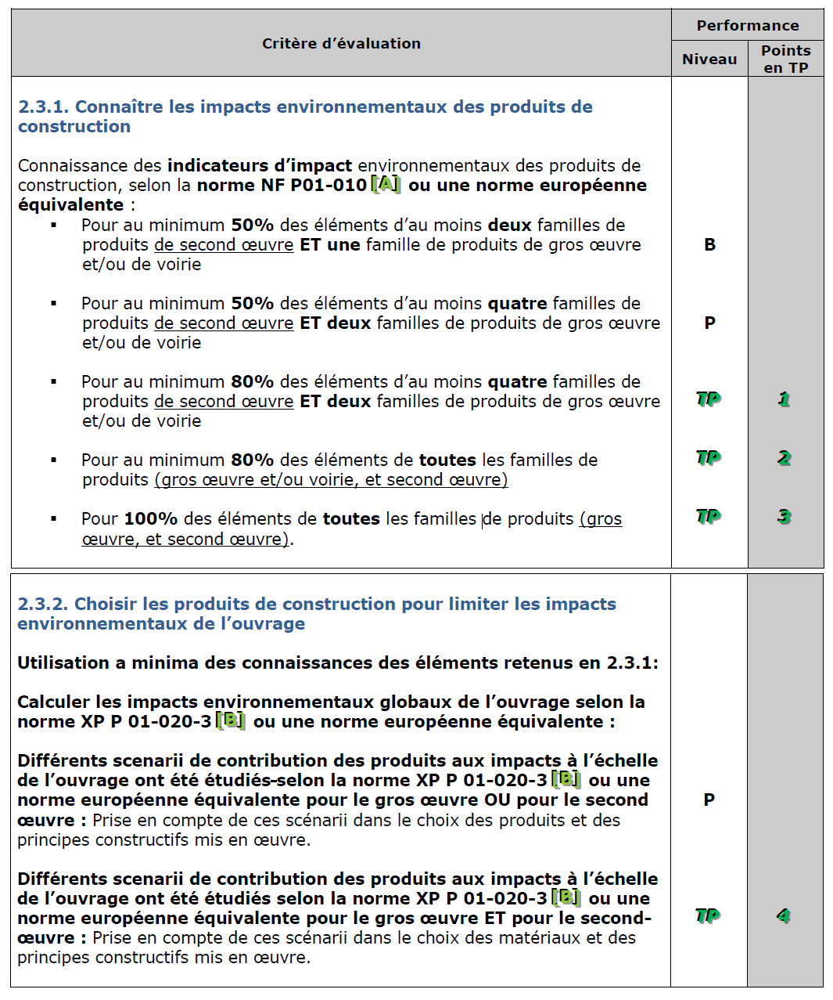 Critère d’évaluation
Performance
Niveau
Points
en TP
2.3.1. Connaître les impacts environnementaux des produits de
construction
Connaissance des indicateurs d’impact environnementaux des produits de
construction, selon la norme NF P01-010 [A] ou une norme européenne
équivalente :
▪ Pour au minimum 50% des éléments d’au moins deux familles de
produits de second œuvre ET une famille de produits de gros œuvre
et/ou de voirie
B
▪ Pour au minimum 50% des éléments d’au moins quatre familles de
produits de second œuvre ET deux familles de produits de gros œuvre
et/ou de voirie
P
▪ Pour au minimum 80% des éléments d’au moins quatre familles de
produits de second œuvre ET deux familles de produits de gros œuvre
et/ou de voirie
TP 1
▪ Pour au minimum 80% des éléments de toutes les familles de
produits (gros œuvre et/ou voirie, et second œuvre)
TP 2
▪ Pour 100% des éléments de toutes les familles de produits (gros
œuvre, et second œuvre).
TP 3
2.3.2. Choisir les produits de construction pour limiter les impacts
environnementaux de l’ouvrage
Utilisation a minima des connaissances des éléments retenus en 2.3.1:
Calculer les impacts environnementaux globaux de l’ouvrage selon la
norme XP P 01-020-3 [B] ou une norme européenne équivalente :
Différents scenarii de contribution des produits aux impacts à l’échelle
de l’ouvrage ont été étudiés-selon la norme XP P 01-020-3 [B] ou une
norme européenne équivalente pour le gros œuvre OU pour le second
œuvre : Prise en compte de ces scénarii dans le choix des produits et des
principes constructifs mis en œuvre.
P
Différents scenarii de contribution des produits aux impacts à l’échelle
de l’ouvrage ont été étudiés selon la norme XP P 01-020-3 [B] ou une
norme européenne équivalente pour le gros œuvre ET pour le second-
œuvre : Prise en compte de ces scénarii dans le choix des matériaux et des
principes constructifs mis en œuvre.
TP 4